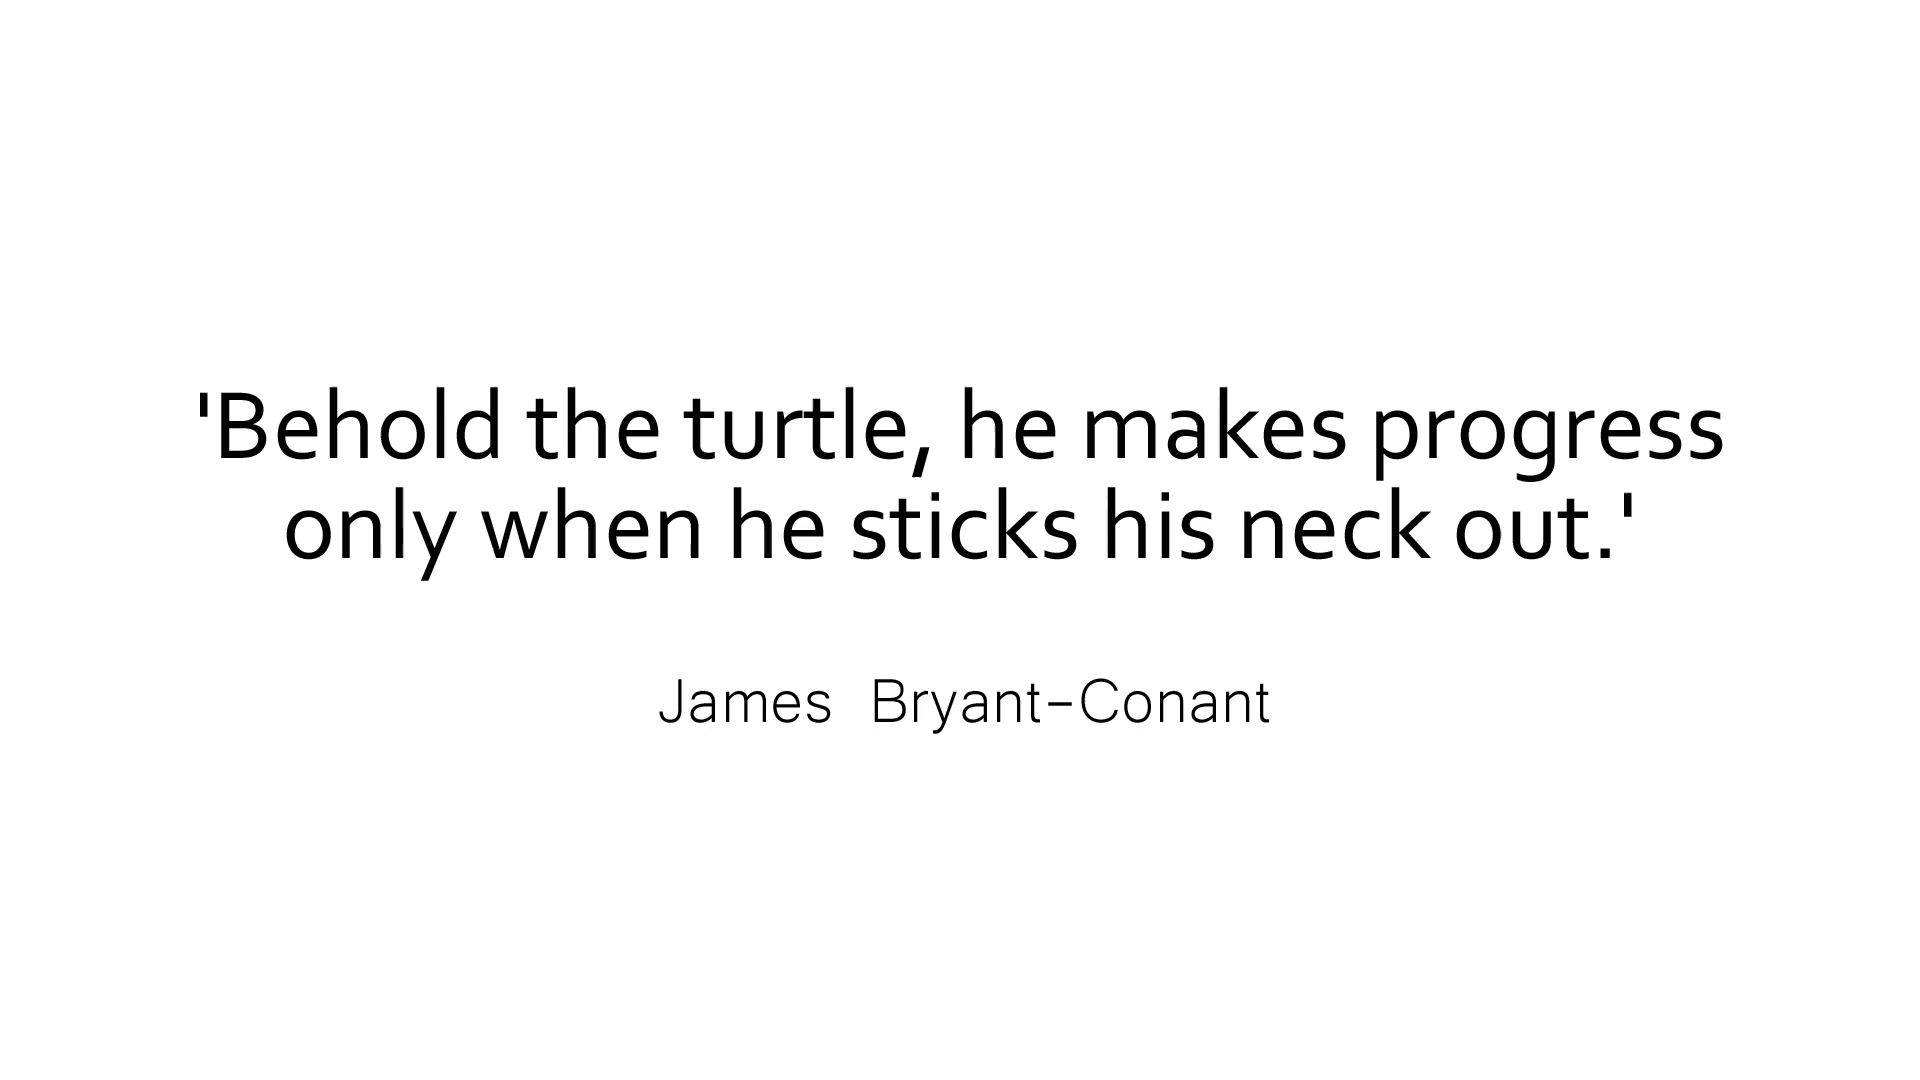 'Behold the turtle, he makes progress
only when he sticks his neck out.'
James Bryant-Conant